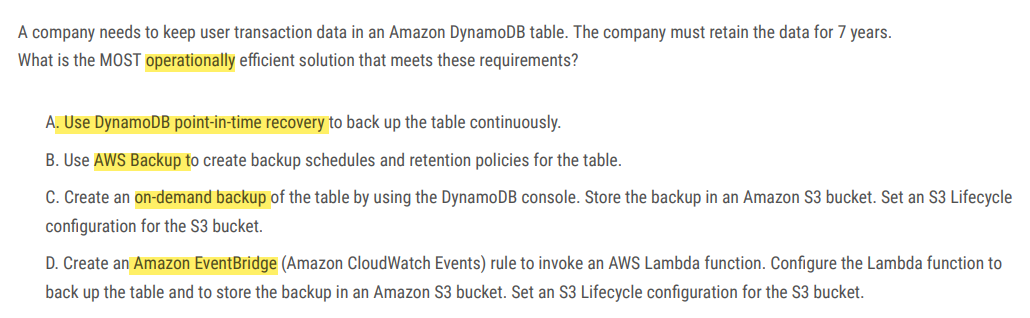 A company needs to keep user transaction data in an Amazon DynamoDB table. The company must retain the data for 7 years.
What is the MOST operationally efficient solution that meets these requirements?
A. Use DynamoDB point-in-time recovery to back up the table continuously.
B. Use AWS Backup to create backup schedules and retention policies for the table.
C. Create an on-demand backup of the table by using the DynamoDB console. Store the backup in an Amazon S3 bucket. Set an S3 Lifecycle
configuration for the S3 bucket.
D. Create an Amazon EventBridge (Amazon CloudWatch Events) rule to invoke an AWS Lambda function. Configure the Lambda function to
back up the table and to store the backup in an Amazon S3 bucket. Set an S3 Lifecycle configuration for the S3 bucket.